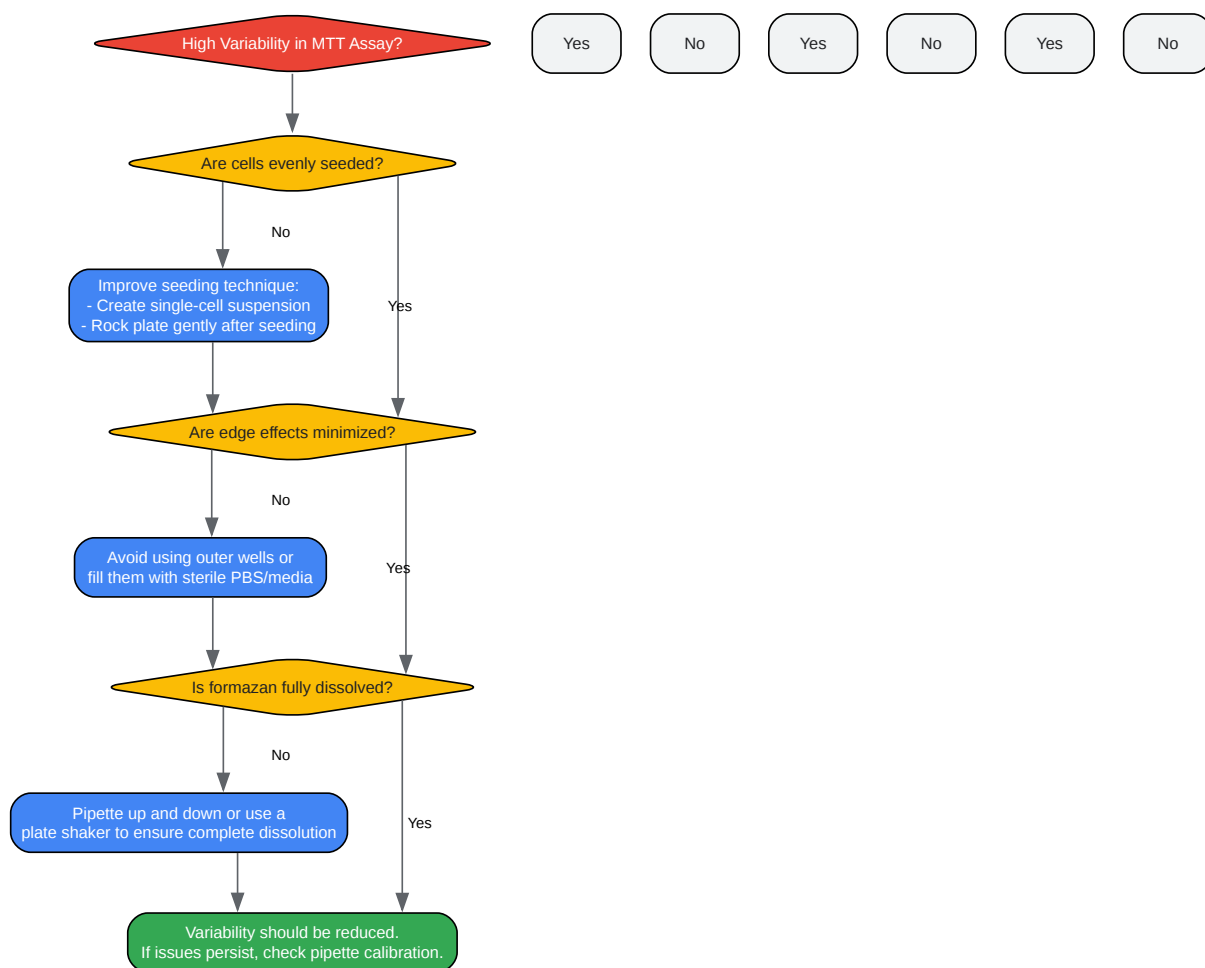 High Variability in MTT Assay?
Yes
No
Yes
No
Yes
No
Are cells evenly seeded?
No
Improve seeding technique:
- Create single-cell suspension
- Rock plate gently after seeding
Yes
Are edge effects minimized?
No
Avoid using outer wells or
fill them with sterile PBS/media
Yes
Is formazan fully dissolved?
No
Pipette up and down or use a
plate shaker to ensure complete dissolution
Yes
Variability should be reduced.
If issues persist, check pipette calibration.